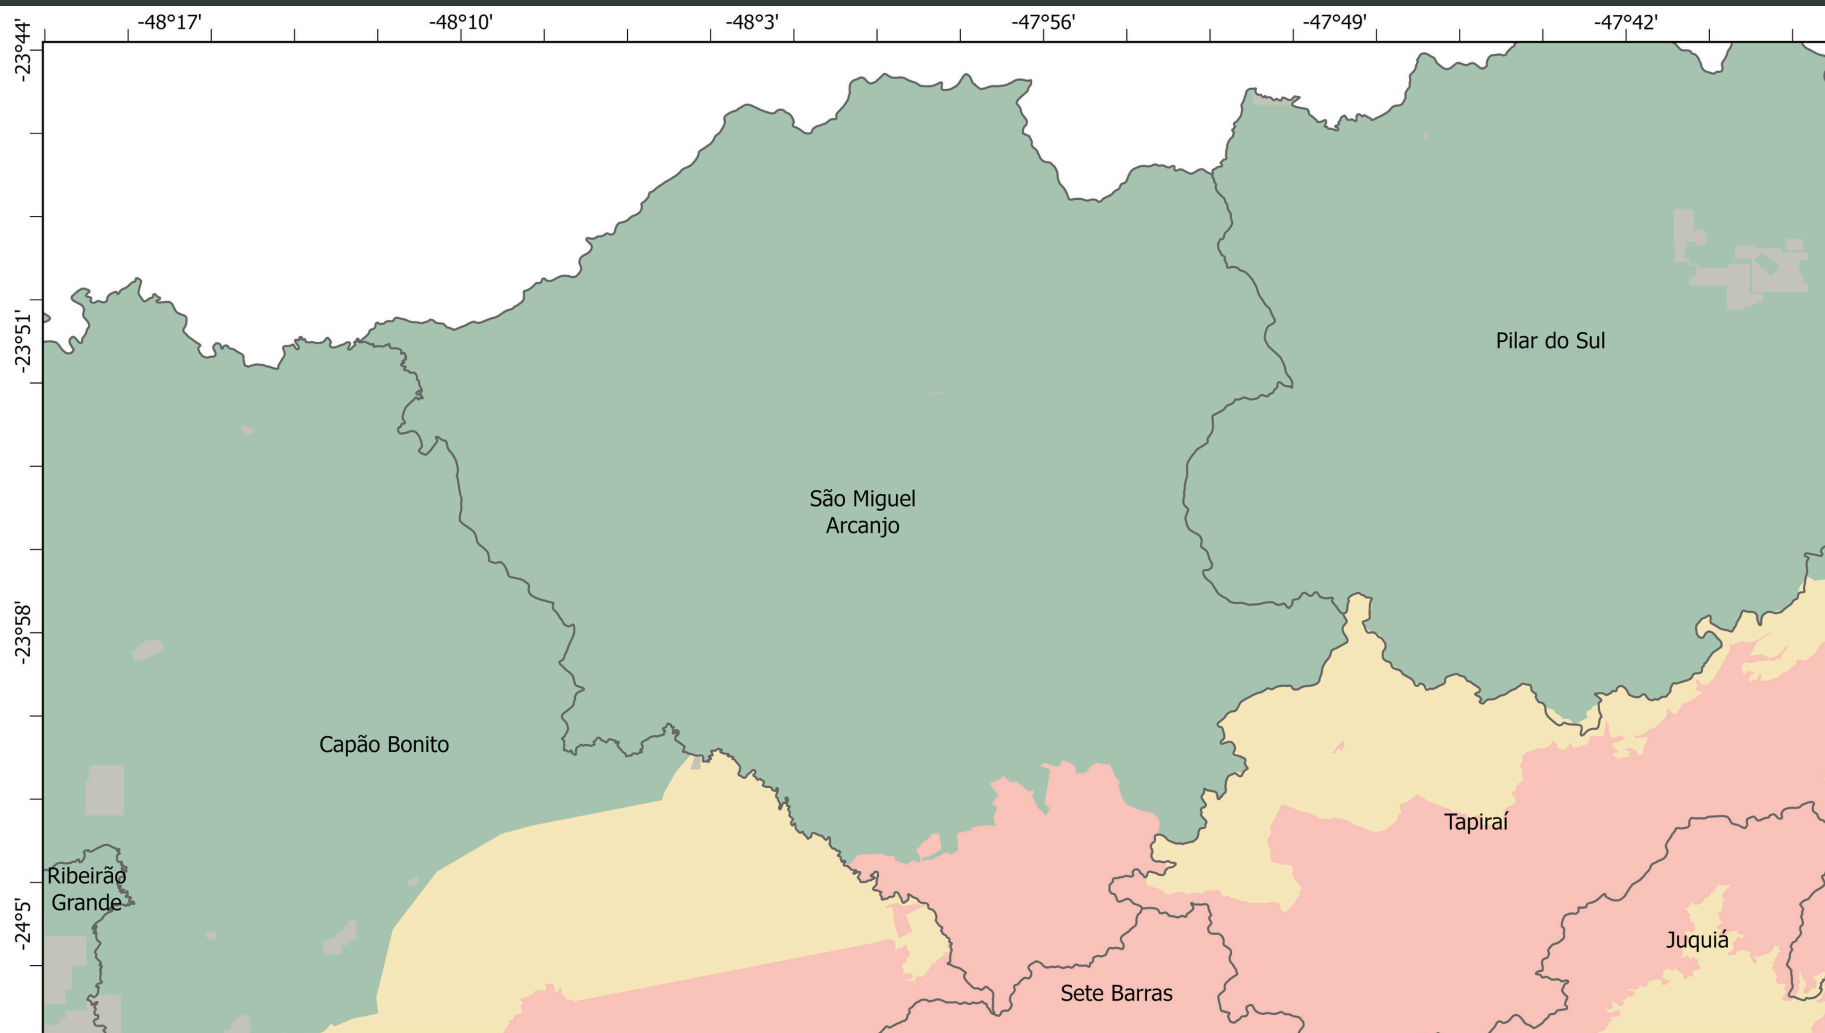 -48°17'
-48°10'
-48°3'
-47°56'
-47°49'
-47°42'
-23°44'
-23°51'
-23°58'
-24°5'
Pilar do Sul
São Miguel
Arcanjo
Capão Bonito
Tapiraí
Ribeirão
Grande
Juquiá
Sete Barras